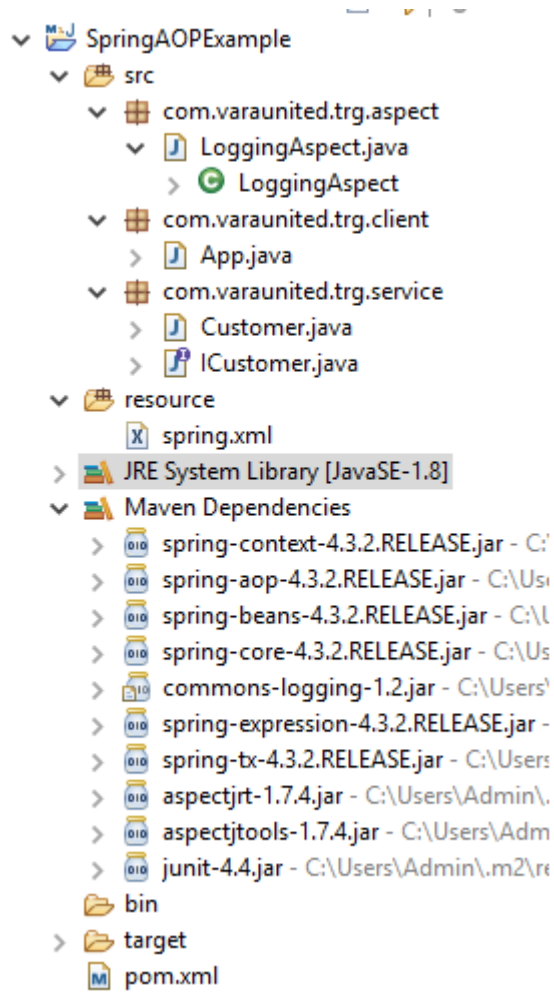 SpringAOPExample
src
com.varaunited.trg.aspect
LoggingAspect.java
LoggingAspect
com.varaunited.trg.client
App.java
com.varaunited.trg.service
Customer.java
ICustomer.java
resource
spring.xml
JRE System Library [JavaSE-1.8]
Maven Dependencies
spring-context-4.3.2.RELEASE.jar - C:
spring-aop-4.3.2.RELEASE.jar - C:\Use
spring-beans-4.3.2.RELEASE.jar - C:\
spring-core-4.3.2.RELEASE.jar - C:\Us
commons-logging-1.2.jar - C:\Users\
spring-expression-4.3.2.RELEASE.jar -
spring-tx-4.3.2.RELEASE.jar - C:\Users
aspectjrt-1.7.4.jar - C:\Users\Admin\.
aspectjtools-1.7.4.jar - C:\Users\Adm
junit-4.4.jar - C:\Users\Admin\.m2\re
bin
target
pom.xml